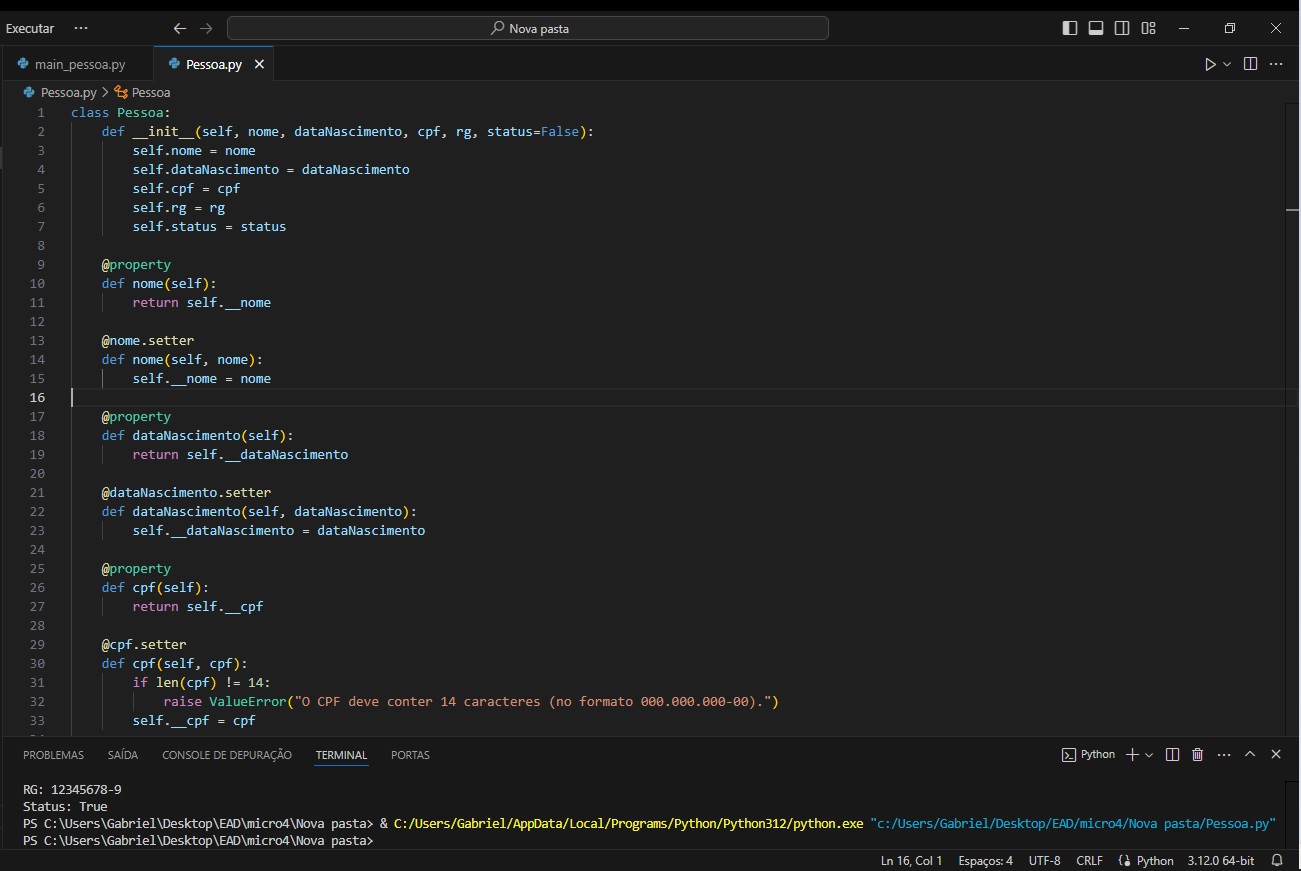 Executar ··· Nova pasta
main_pessoa.py Pessoa.py
Pessoa.py > Pessoa
1 class Pessoa:
2     def __init__(self, nome, dataNascimento, cpf, rg, status=False):
3         self.nome = nome
4         self.dataNascimento = dataNascimento
5         self.cpf = cpf
6         self.rg = rg
7         self.status = status
8
9     @property
10     def nome(self):
11         return self.__nome
12
13     @nome.setter
14     def nome(self, nome):
15         self.__nome = nome
16
17     @property
18     def dataNascimento(self):
19         return self.__dataNascimento
20
21     @dataNascimento.setter
22     def dataNascimento(self, dataNascimento):
23         self.__dataNascimento = dataNascimento
24
25     @property
26     def cpf(self):
27         return self.__cpf
28
29     @cpf.setter
30     def cpf(self, cpf):
31         if len(cpf) != 14:
32             raise ValueError("O CPF deve conter 14 caracteres (no formato 000.000.000-00).")
33         self.__cpf = cpf
PROBLEMAS SAÍDA CONSOLE DE DEPURAÇÃO TERMINAL PORTAS Python
RG: 12345678-9
Status: True
PS C:\Users\Gabriel\Desktop\EAD\micro4\Nova pasta> & C:/Users/Gabriel/AppData/Local/Programs/Python/Python312/python.exe "c:/Users/Gabriel/Desktop/EAD/micro4/Nova pasta/Pessoa.py"
PS C:\Users\Gabriel\Desktop\EAD\micro4\Nova pasta>
Ln 16, Col 1 Espaços: 4 UTF-8 CRLF Python 3.12.0 64-bit